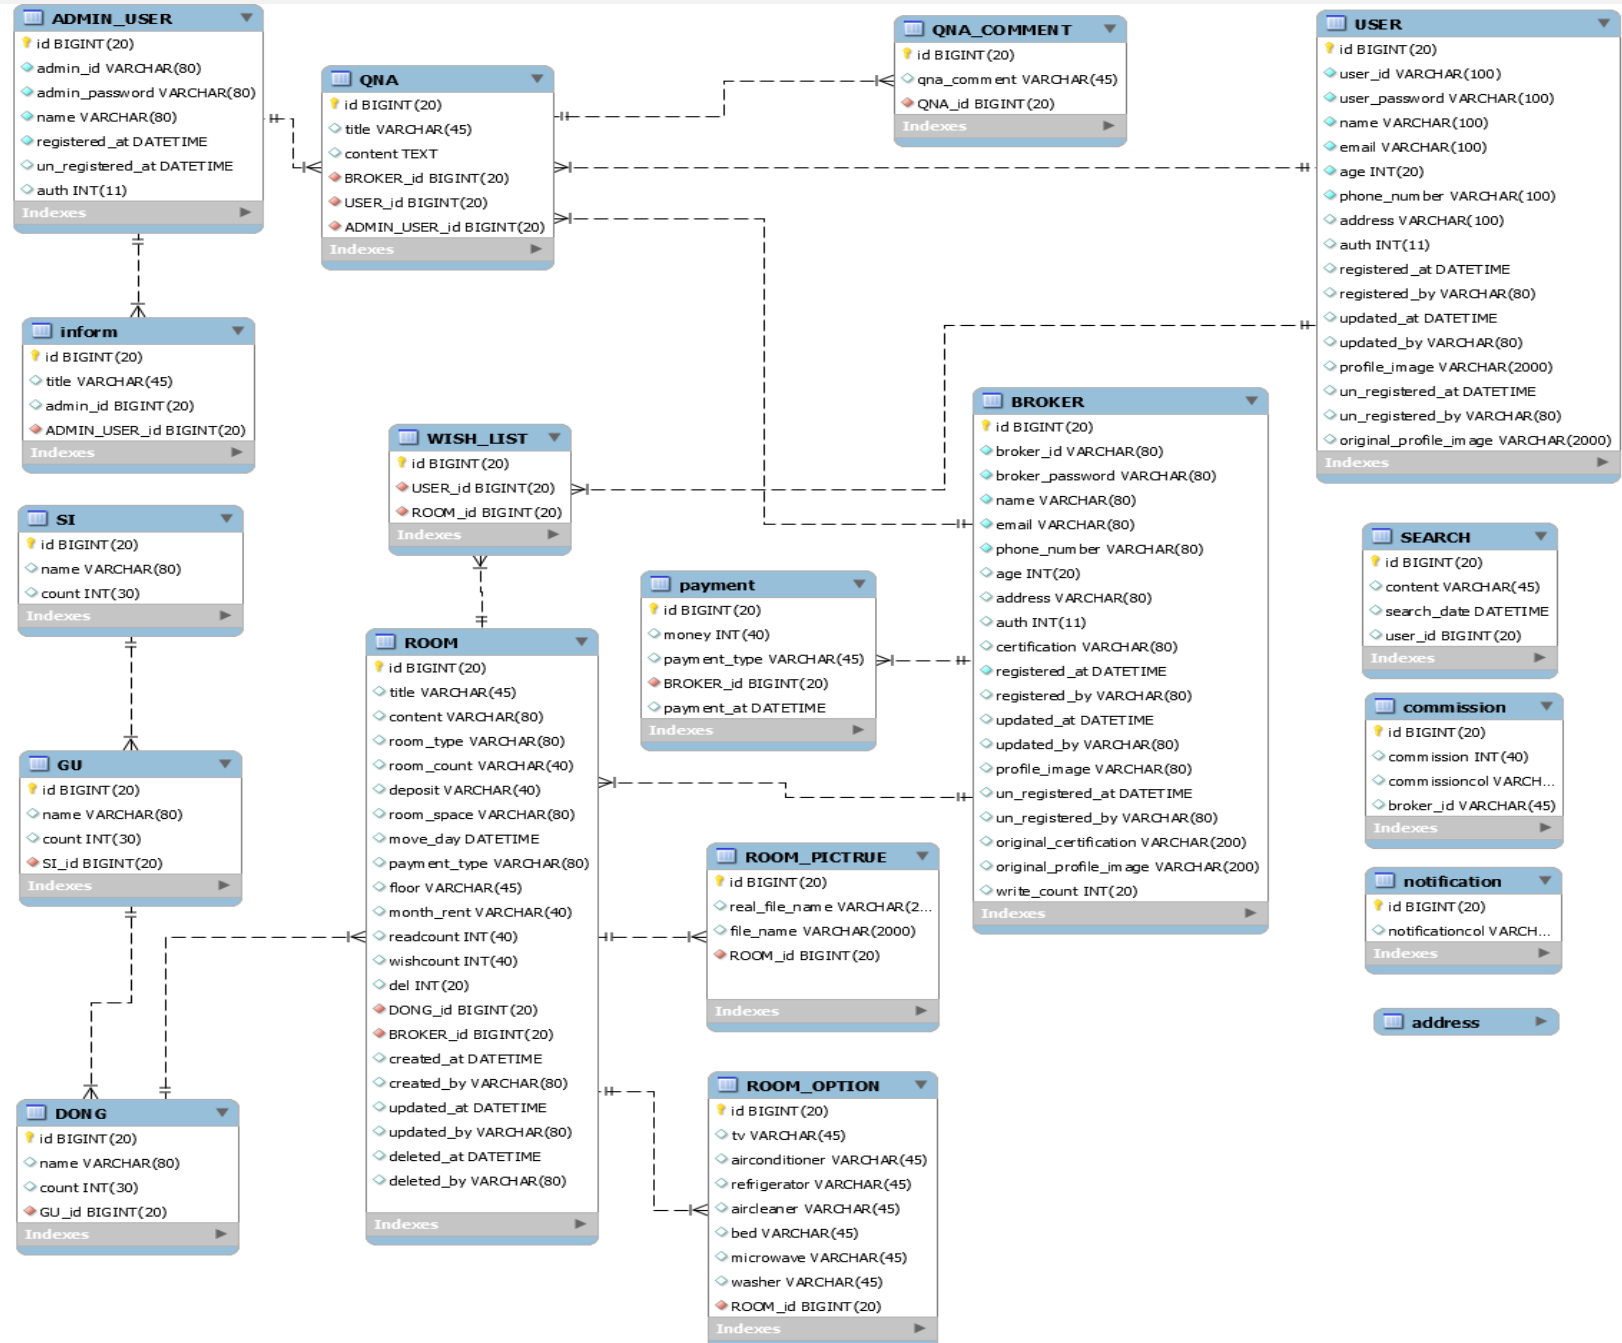 ADMIN_USER
id BIGINT(20)
admin_id VARCHAR(80)
admin_password VARCHAR(80)
name VARCHAR(80)
registered_at DATETIME
un_registered_at DATETIME
auth INT(11)
Indexes
QNA
id BIGINT(20)
title VARCHAR(45)
content TEXT
BROKER_id BIGINT(20)
USER_id BIGINT(20)
ADMIN_USER_id BIGINT(20)
Indexes
QNA_COMMENT
id BIGINT(20)
qna_comment VARCHAR(45)
QNA_id BIGINT(20)
Indexes
USER
id BIGINT(20)
user_id VARCHAR(100)
user_password VARCHAR(100)
name VARCHAR(100)
email VARCHAR(100)
age INT(20)
phone_number VARCHAR(100)
address VARCHAR(100)
auth INT(11)
registered_at DATETIME
registered_by VARCHAR(80)
updated_at DATETIME
updated_by VARCHAR(80)
profile_image VARCHAR(2000)
un_registered_at DATETIME
un_registered_by VARCHAR(80)
original_profile_image VARCHAR(2000)
Indexes
inform
id BIGINT(20)
title VARCHAR(45)
admin_id BIGINT(20)
ADMIN_USER_id BIGINT(20)
Indexes
WISH_LIST
id BIGINT(20)
USER_id BIGINT(20)
ROOM_id BIGINT(20)
Indexes
BROKER
id BIGINT(20)
broker_id VARCHAR(80)
broker_password VARCHAR(80)
name VARCHAR(80)
email VARCHAR(80)
phone_number VARCHAR(80)
age INT(20)
address VARCHAR(80)
auth INT(11)
certification VARCHAR(80)
registered_at DATETIME
registered_by VARCHAR(80)
updated_at DATETIME
updated_by VARCHAR(80)
profile_image VARCHAR(80)
un_registered_at DATETIME
un_registered_by VARCHAR(80)
original_certification VARCHAR(200)
original_profile_image VARCHAR(200)
write_count INT(20)
Indexes
SI
id BIGINT(20)
name VARCHAR(80)
count INT(30)
Indexes
payment
id BIGINT(20)
money INT(40)
payment_type VARCHAR(45)
BROKER_id BIGINT(20)
payment_at DATETIME
Indexes
SEARCH
id BIGINT(20)
content VARCHAR(45)
search_date DATETIME
user_id BIGINT(20)
Indexes
ROOM
id BIGINT(20)
title VARCHAR(45)
content VARCHAR(80)
room_type VARCHAR(80)
room_count VARCHAR(40)
deposit VARCHAR(40)
room_space VARCHAR(80)
move_day DATETIME
payment_type VARCHAR(80)
floor VARCHAR(45)
month_rent VARCHAR(40)
readcount INT(40)
wishcount INT(40)
del INT(20)
DONG_id BIGINT(20)
BROKER_id BIGINT(20)
created_at DATETIME
created_by VARCHAR(80)
updated_at DATETIME
updated_by VARCHAR(80)
deleted_at DATETIME
deleted_by VARCHAR(80)
Indexes
commission
id BIGINT(20)
commission INT(40)
commissioncol VARCH...
broker_id VARCHAR(45)
Indexes
GU
id BIGINT(20)
name VARCHAR(80)
count INT(30)
SI_id BIGINT(20)
Indexes
ROOM_PICTRUE
id BIGINT(20)
real_file_name VARCHAR(2...
file_name VARCHAR(2000)
ROOM_id BIGINT(20)
Indexes
notification
id BIGINT(20)
notificationcol VARCH...
Indexes
address
DONG
id BIGINT(20)
name VARCHAR(80)
count INT(30)
GU_id BIGINT(20)
Indexes
ROOM_OPTION
id BIGINT(20)
tv VARCHAR(45)
airconditioner VARCHAR(45)
refrigerator VARCHAR(45)
aircleaner VARCHAR(45)
bed VARCHAR(45)
microwave VARCHAR(45)
washer VARCHAR(45)
ROOM_id BIGINT(20)
Indexes